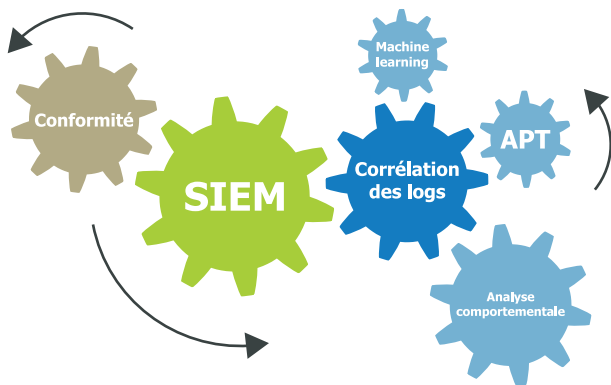 Machine
learning
Conformité
SIEM
Corrélation
des logs
APT
Analyse
comportementale